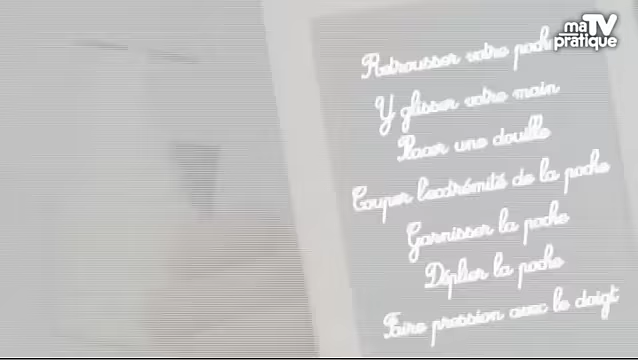 ma TV
pratique
Retrousser votre poche
Y glisser votre main
Placer une douille
Couper l'extrémité de la poche
Garnisser la poche
Déplier la poche
Faire pression avec le doigt